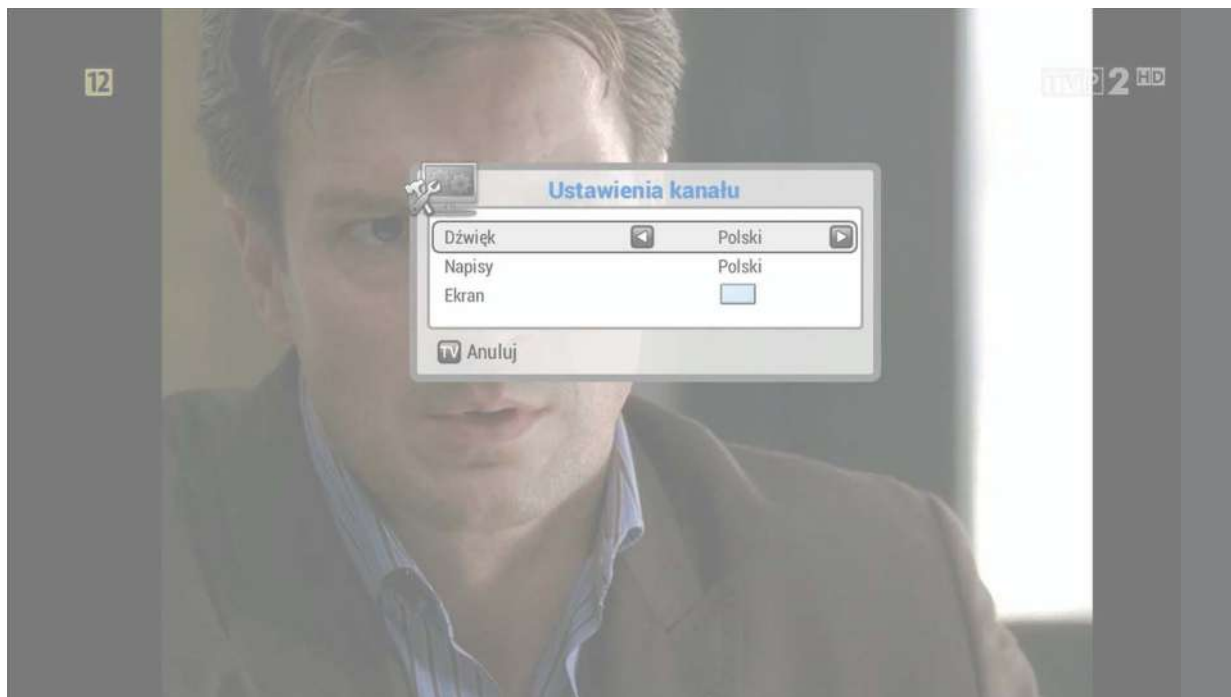 12
TVP 2 HD
Ustawienia kanału
Dźwięk Polski
Napisy Polski
Ekran
TV Anuluj